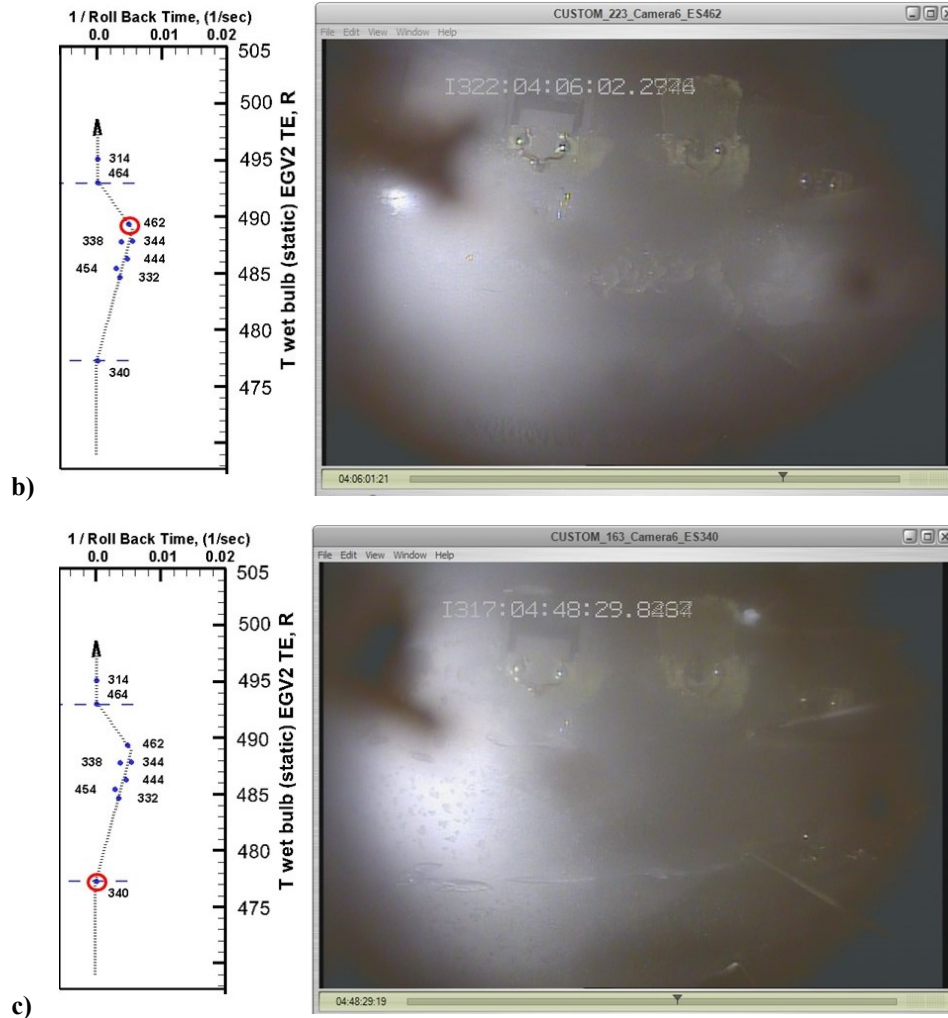 1 / Roll Back Time, (1/sec)
0.0 0.01 0.02
505
500
495
490
485
480
475
T wet bulb (static) EGV2 TE, R
314
464
462
338 344
444
454
332
340
CUSTOM_223_Camera6_ES462
File Edit View Window Help
04:06:01:21
b)
1 / Roll Back Time, (1/sec)
0.0 0.01 0.02
505
500
495
490
485
480
475
T wet bulb (static) EGV2 TE, R
314
464
462
338 344
444
454
332
340
CUSTOM_163_Camera6_ES340
File Edit View Window Help
04:48:29:19
c)